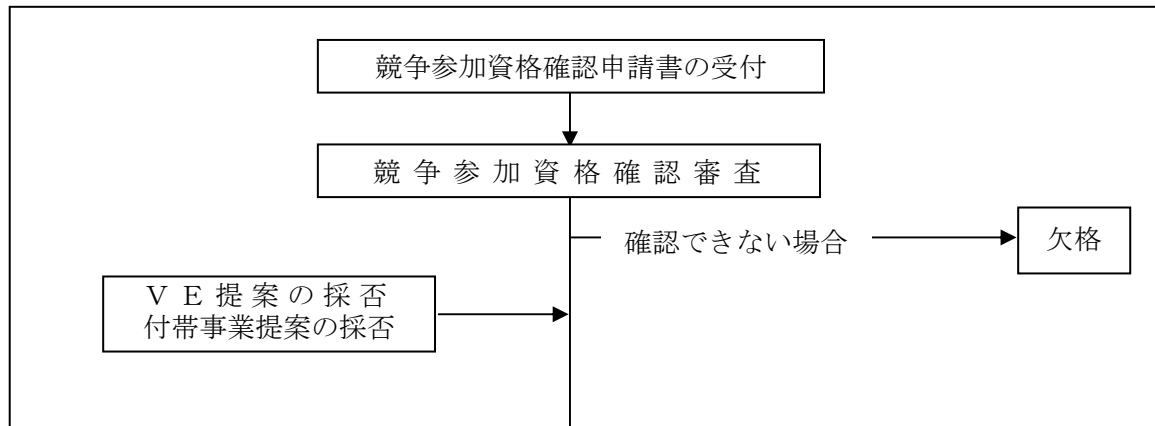 競争参加資格確認申請書の受付
競争参加資格確認審査
確認できない場合
欠格
ＶＥ提案の採否
付帯事業提案の採否